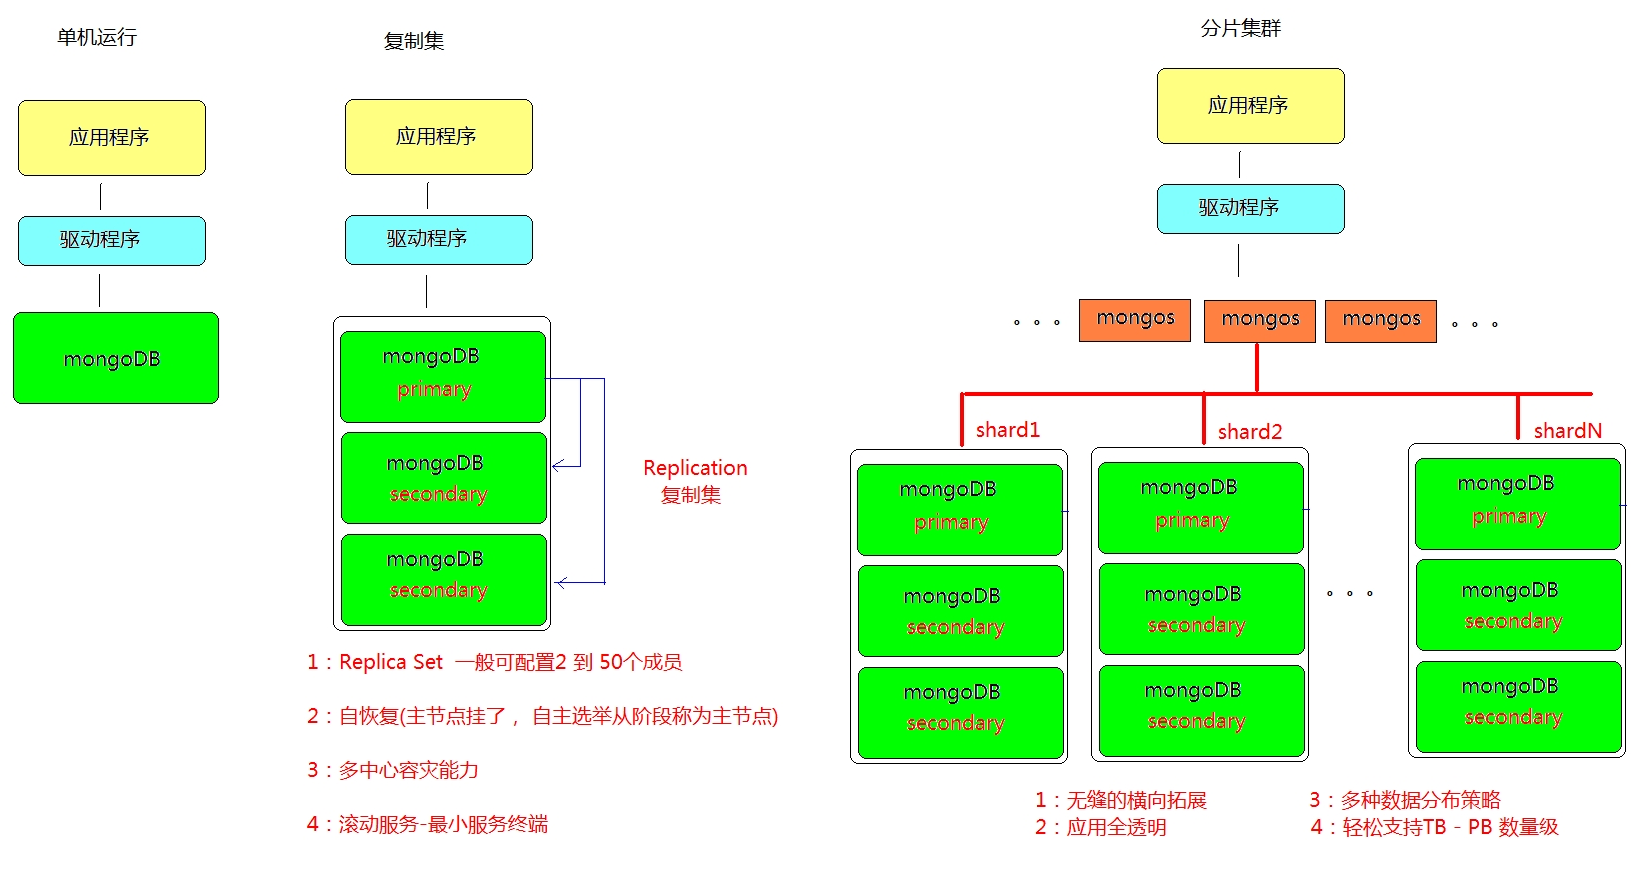 单机运行
应用程序
驱动程序
mongoDB
复制集
应用程序
驱动程序
mongoDB
primary
mongoDB
secondary
mongoDB
secondary
Replication
复制集
1：Replica Set 一般可配置2 到 50个成员
2：自恢复(主节点挂了，自主选举从阶段称为主节点)
3：多中心容灾能力
4：滚动服务-最小服务终端
分片集群
应用程序
驱动程序
。。。 mongos mongos mongos 。。。
shard1
mongoDB
primary
mongoDB
secondary
mongoDB
secondary
shard2
mongoDB
primary
mongoDB
secondary
mongoDB
secondary
。。。
shardN
mongoDB
primary
mongoDB
secondary
mongoDB
secondary
1：无缝的横向拓展
2：应用全透明
3：多种数据分布策略
4：轻松支持TB - PB 数量级